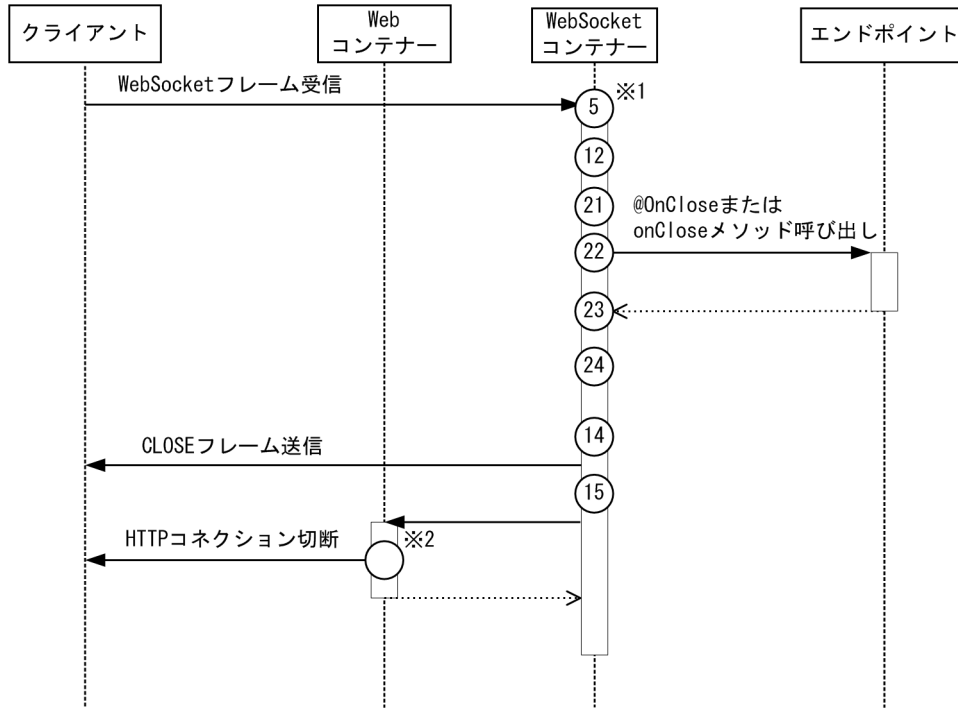 クライアント
Web
コンテナー
WebSocket
コンテナー
エンドポイント
WebSocketフレーム受信
5
※1
12
21
@OnCloseまたは
onCloseメソッド呼び出し
22
23
24
14
CLOSEフレーム送信
15
HTTPコネクション切断
※2